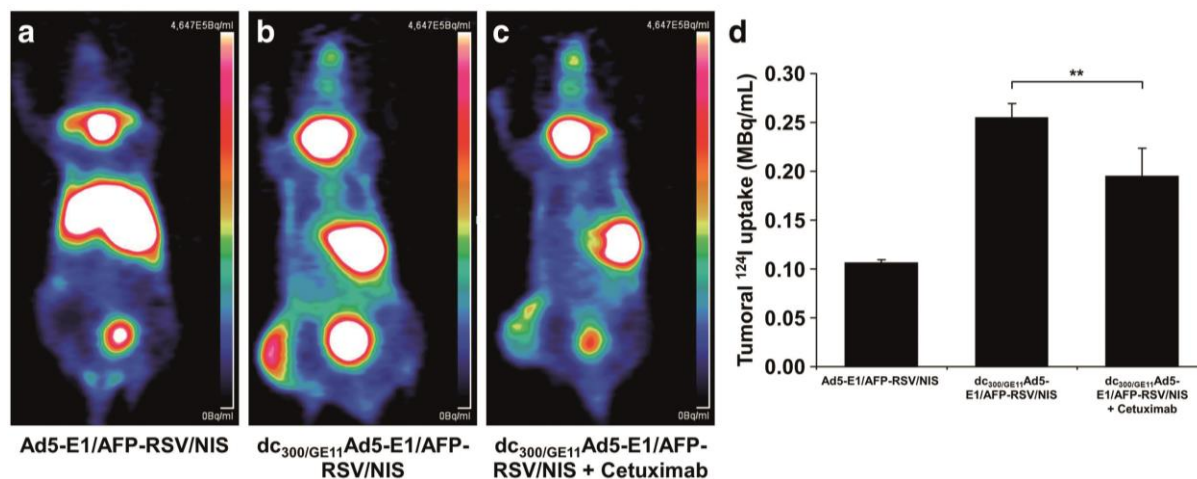 a
4,647E5Bq/ml
0Bq/ml
Ad5-E1/AFP-RSV/NIS
b
4,647E5Bq/ml
0Bq/ml
dc300/GE11Ad5-E1/AFP-
RSV/NIS
c
4,647E5Bq/ml
0Bq/ml
dc300/GE11Ad5-E1/AFP-
RSV/NIS + Cetuximab
d
Tumoral 124I uptake (MBq/mL)
0.30
0.25
0.20
0.15
0.10
0.05
0.00
**
Ad5-E1/AFP-RSV/NIS
dc300/GE11Ad5-
E1/AFP-RSV/NIS
dc300/GE11Ad5-
E1/AFP-RSV/NIS
+ Cetuximab